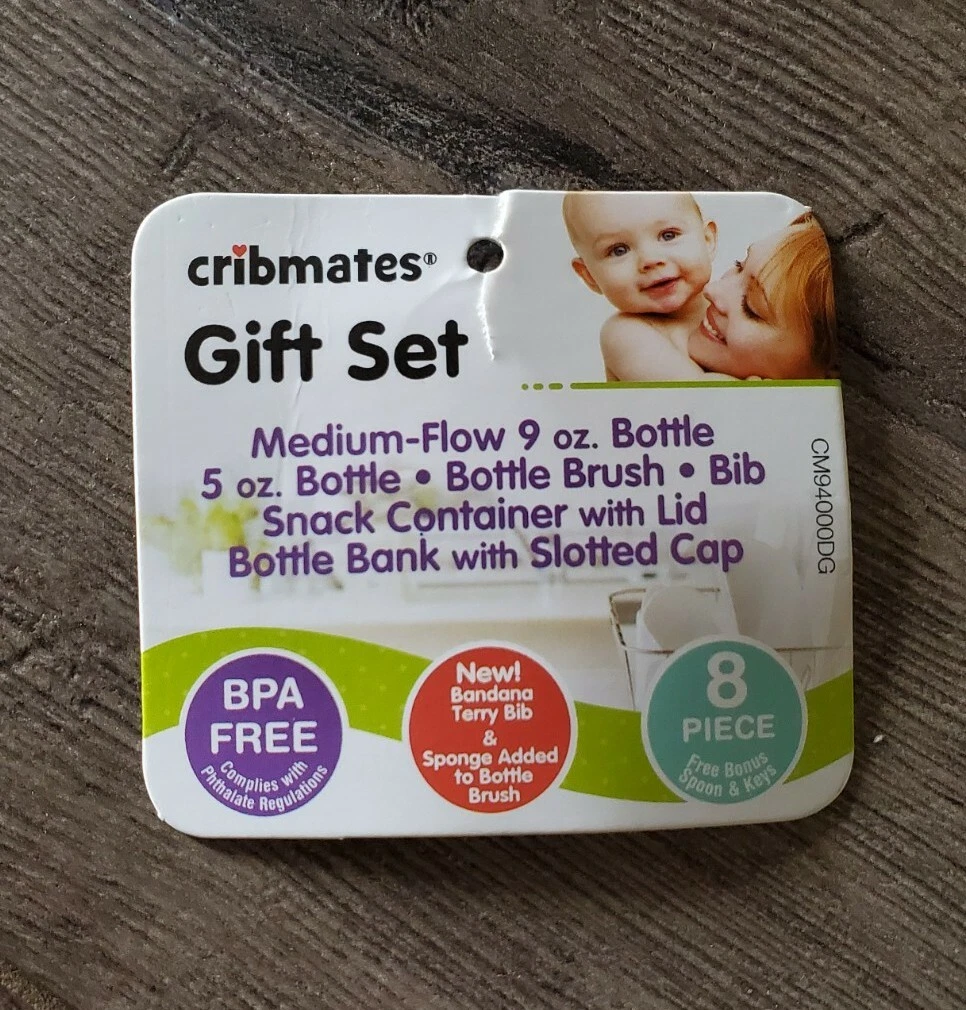 cribmates®
Gift Set
Medium-Flow 9 oz. Bottle
5 oz. Bottle • Bottle Brush • Bib
Snack Container with Lid
Bottle Bank with Slotted Cap
CM94000DG
BPA
FREE
Complies with
Phthalate Regulations
New!
Bandana
Terry Bib
&
Sponge Added
to Bottle
Brush
8
PIECE
Free Bonus
Spoon & Keys